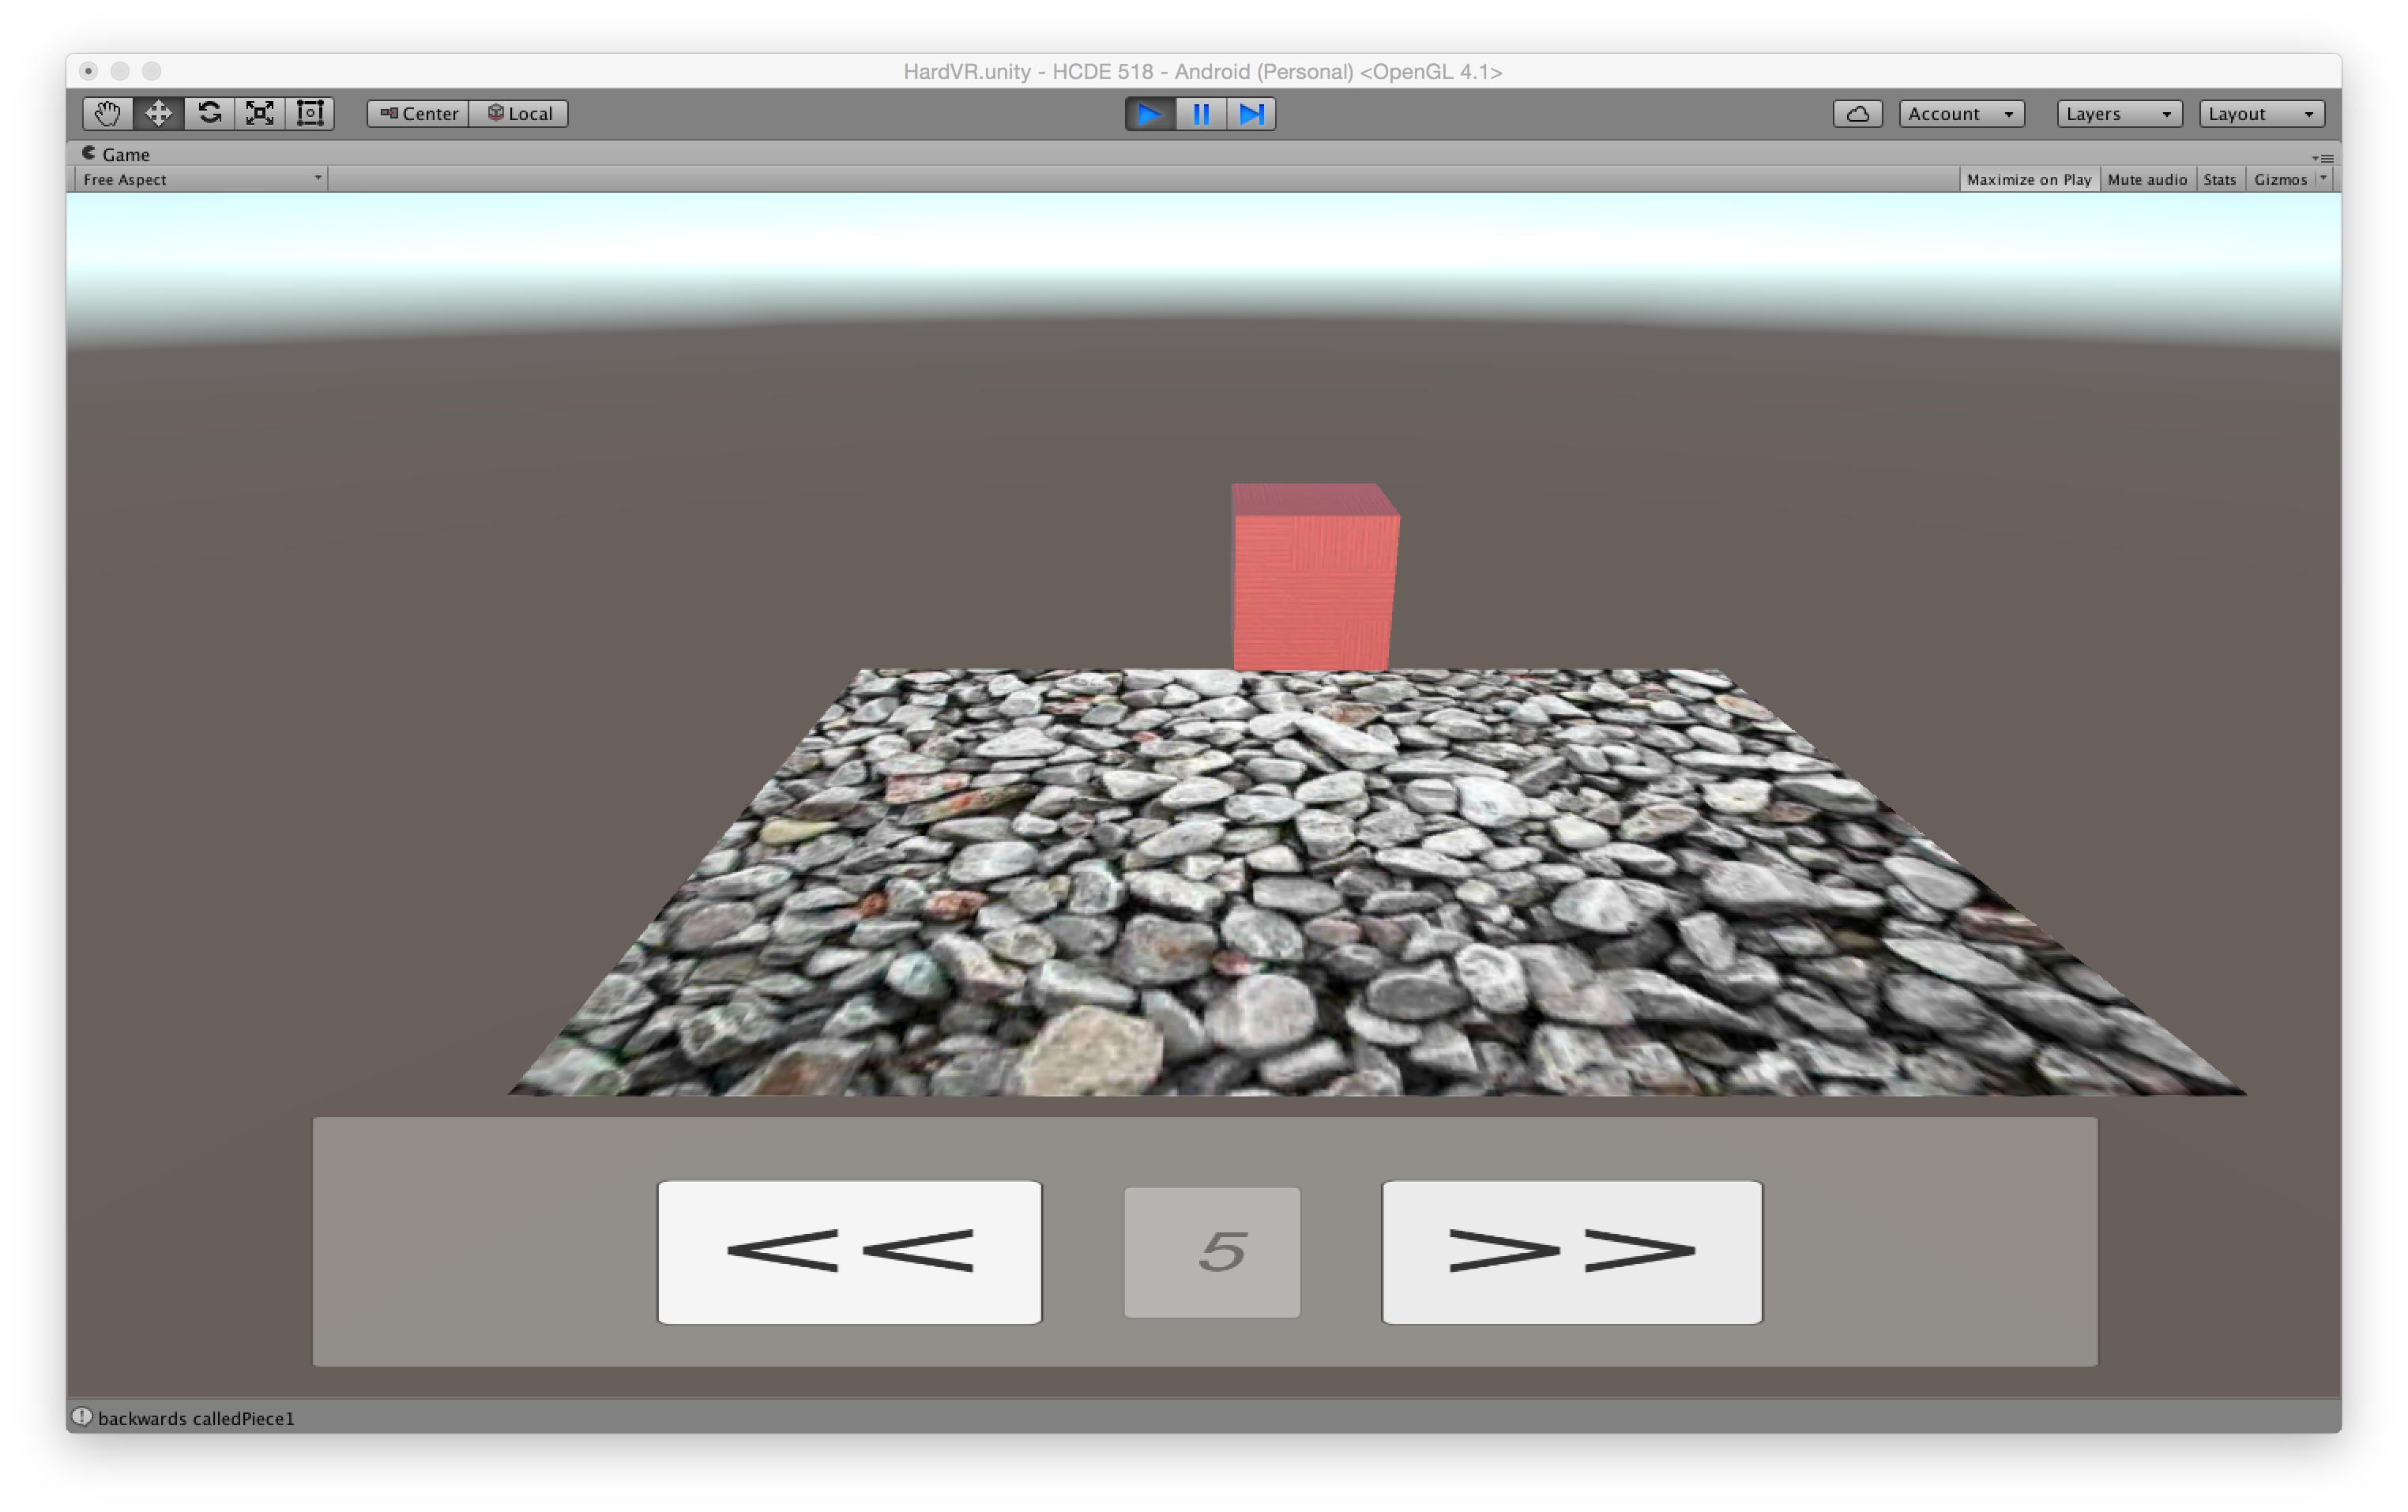 HardVR.unity - HCDE 518 - Android (Personal) <OpenGL 4.1>
Center Local Account Layers Layout
Game
Free Aspect Maximize on Play Mute audio Stats Gizmos
<< 5 >>
backwards calledPiece1